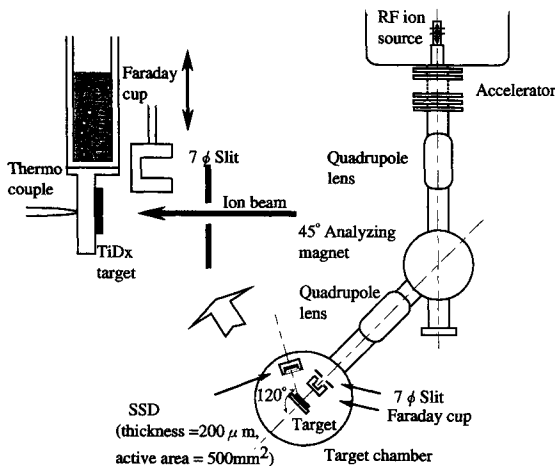 RF ion
source
Accelerator
Faraday
cup
7 ϕ Slit
Thermo
couple
Ion beam
TiDx
target
Quadrupole
lens
45° Analyzing
magnet
Quadrupole
lens
120°
Target
7 ϕ Slit
Faraday cup
SSD
(thickness =200 μ m,
active area = 500mm²)
Target chamber